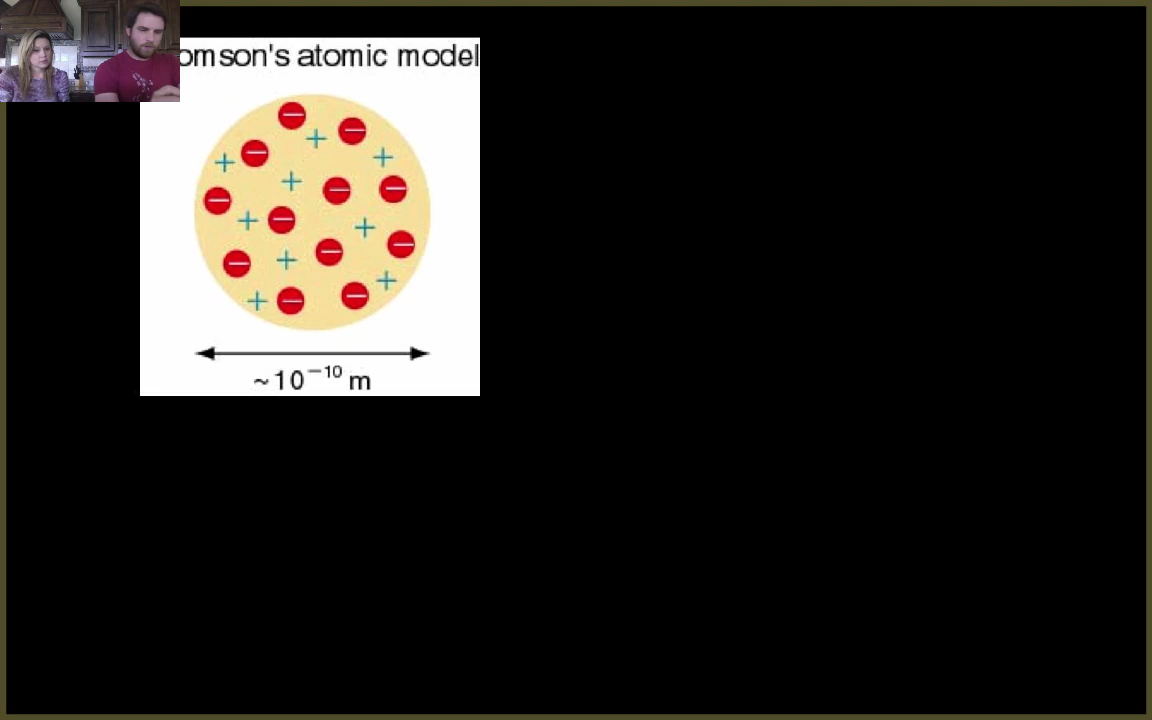 omson's atomic model
− − + + + − − − − + − + + − − − + + + − −
~10⁻¹⁰ m